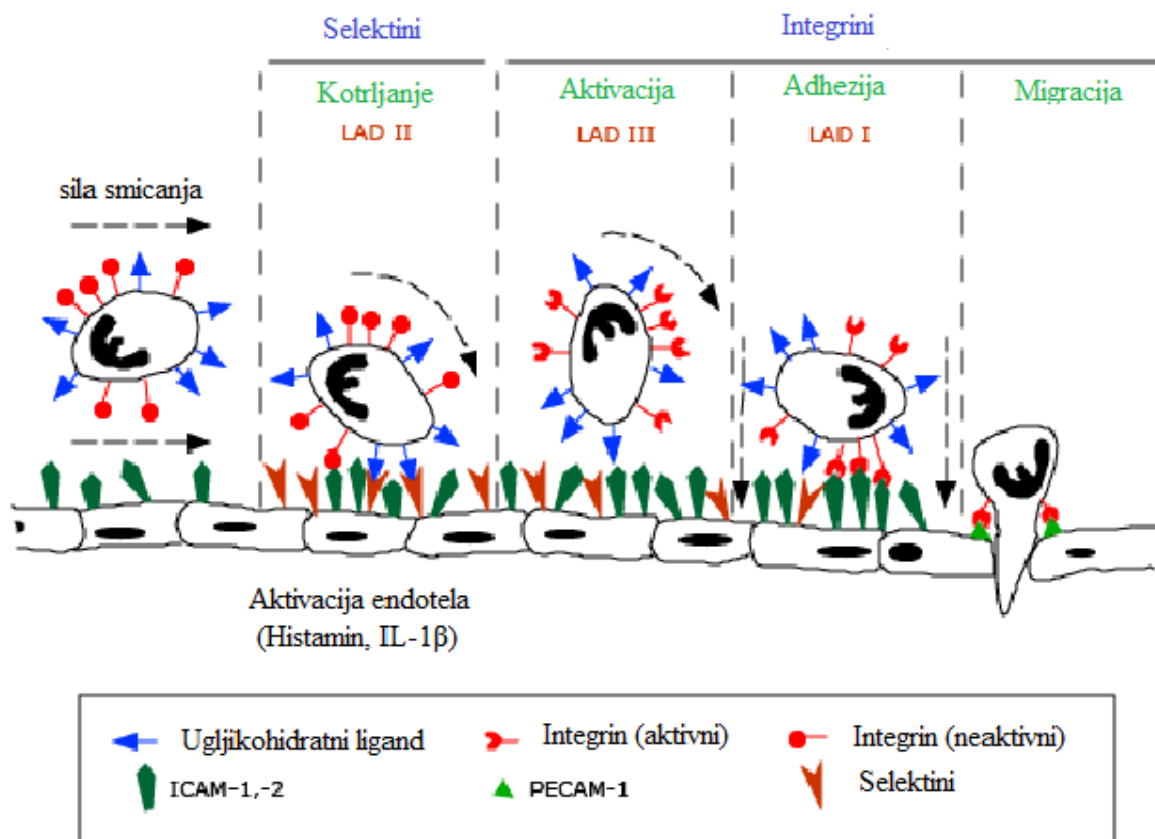 Selektini
Integrini
Kotrljanje
Aktivacija
Adhezija
Migracija
LAD II
LAD III
LAD I
sila smicanja
Aktivacija endotela
(Histamin, IL-1β)
Ugljikohidratni ligand
Integrin (aktivni)
Integrin (neaktivni)
ICAM-1,-2
PECAM-1
Selektini